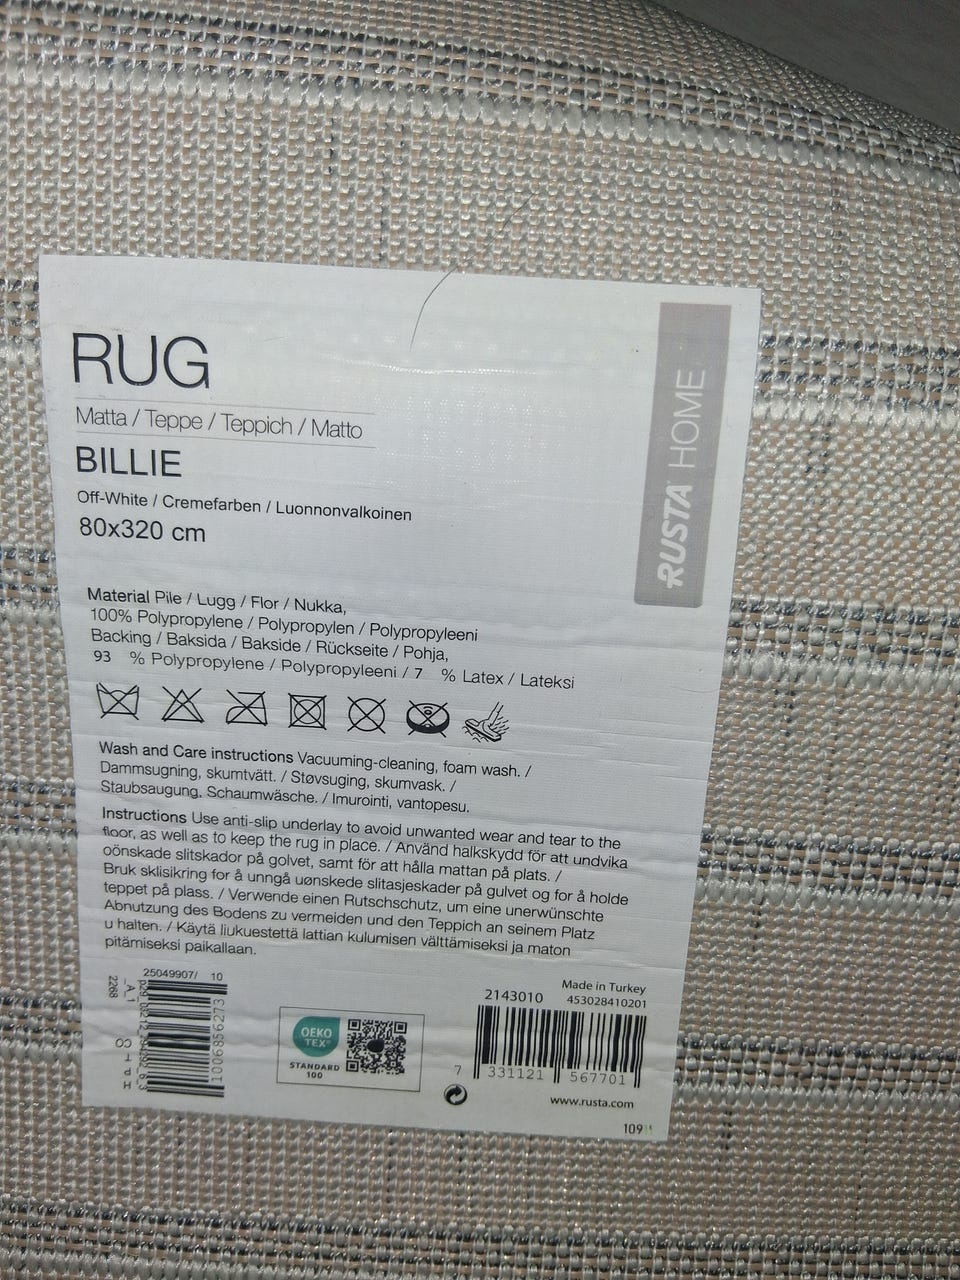 RUG
Matta / Teppe / Teppich / Matto
BILLIE
Off-White / Cremefarben / Luonnonvalkoinen
80x320 cm
RUSTA HOME
Material Pile / Lugg / Flor / Nukka,
100% Polypropylene / Polypropylen / Polypropyleeni
Backing / Baksida / Bakside / Rückseite / Pohja,
93 % Polypropylene / Polypropyleeni / 7 % Latex / Lateksi
Wash and Care instructions Vacuuming-cleaning, foam wash. /
Dammsugning, skumtvätt. / Støvsuging, skumvask. /
Staubsaugung, Schaumwäsche. / Imurointi, vantopesu.
Instructions Use anti-slip underlay to avoid unwanted wear and tear to the
floor, as well as to keep the rug in place. / Använd halkskydd för att undvika
oönskade slitskador på golvet, samt för att hålla mattan på plats. /
Bruk sklisikring for å unngå uønskede slitasjeskader på gulvet og for å holde
teppet på plass. / Verwende einen Rutschschutz, um eine unerwünschte
Abnutzung des Bodens zu vermeiden und den Teppich an seinem Platz
u halten. / Käytä liukuestettä lattian kulumisen välttämiseksi ja maton
pitämiseksi paikallaan.
25049907/ 10
2268
_A_
CO
T
P
H
1006856273
OEKO
TEX®
STANDARD
100
Made in Turkey
2143010 453028410201
7 331121 567701
www.rusta.com
109